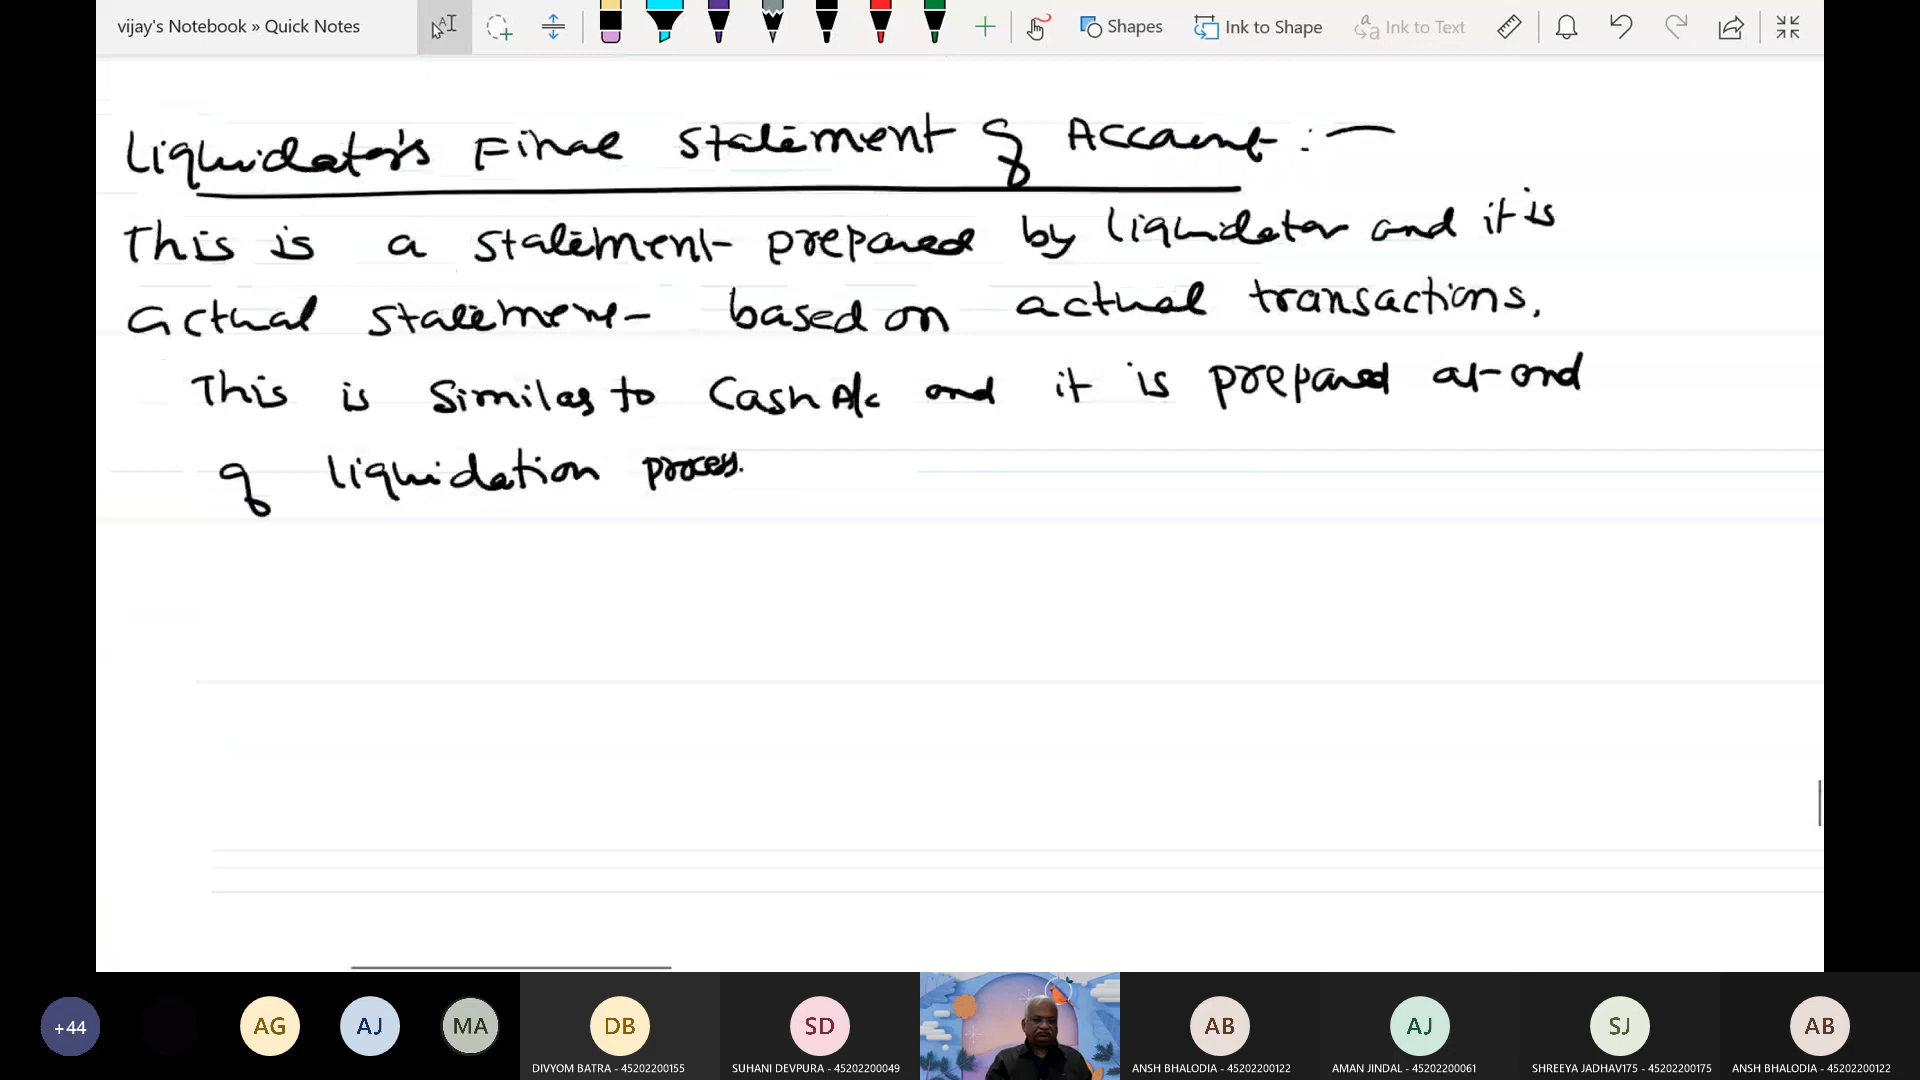 vijay's Notebook » Quick Notes
Shapes
Ink to Shape
Ink to Text
Liquidator's Final Statement of Account :—
This is a statement prepared by liquidator and it is
actual statement based on actual transactions.
This is similar to Cash A/c and it is prepared at end
of liquidation process.
+44
AG
AJ
MA
DB
SD
AB
AJ
SJ
AB
DIVYOM BATRA - 45202200155
SUHANI DEVPURA - 45202200049
ANSH BHALODIA - 45202200122
AMAN JINDAL - 45202200061
SHREEYA JADHAV175 - 45202200175
ANSH BHALODIA - 45202200122